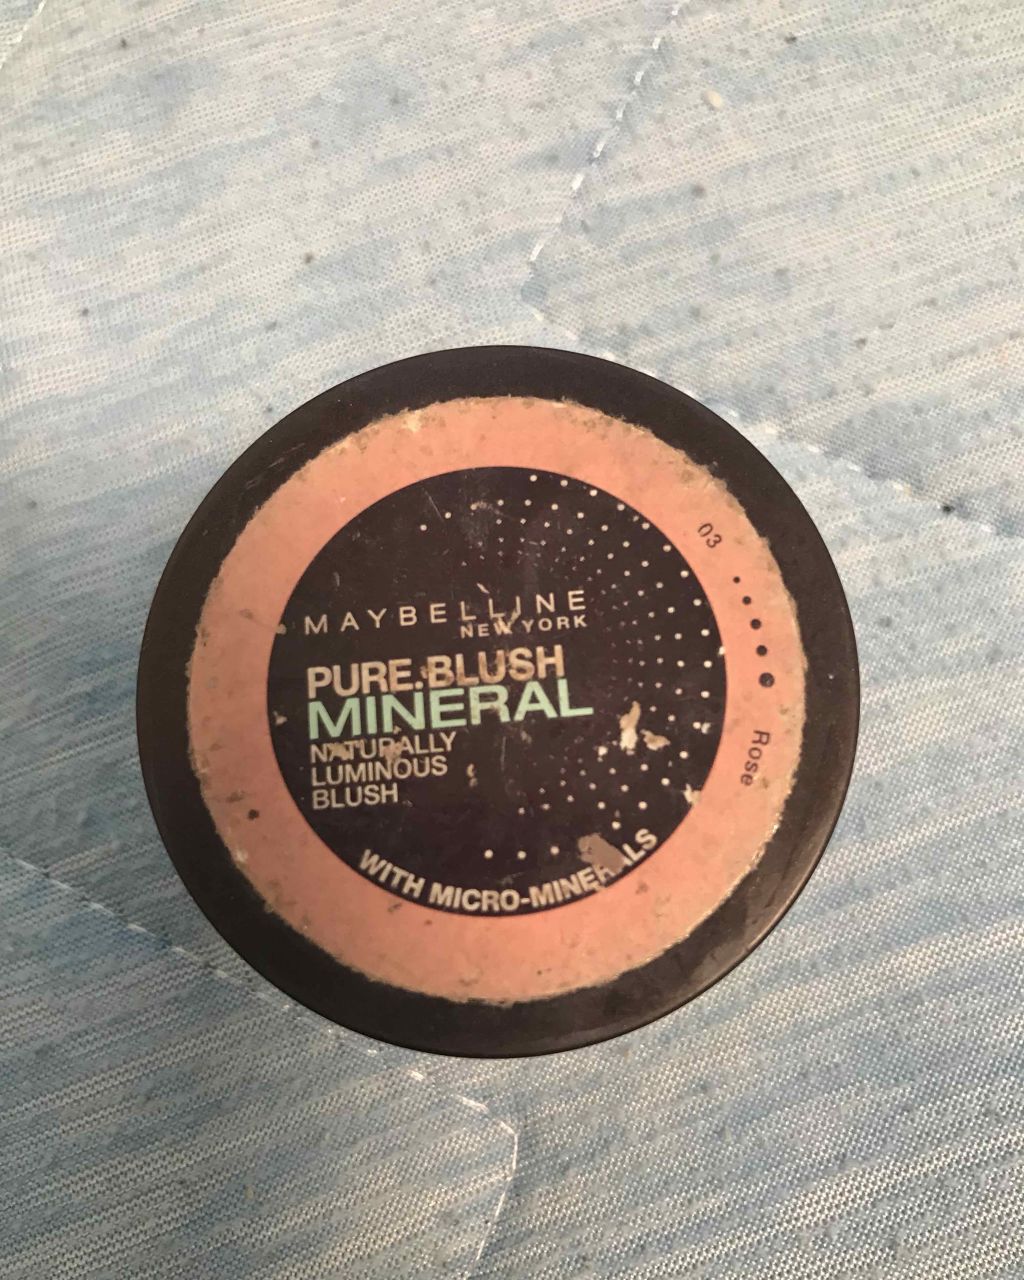 MAYBELLINE
NEW YORK
PURE.BLUSH
MINERAL
NATURALLY
LUMINOUS
BLUSH
WITH MICRO-MINERALS
03
Rose